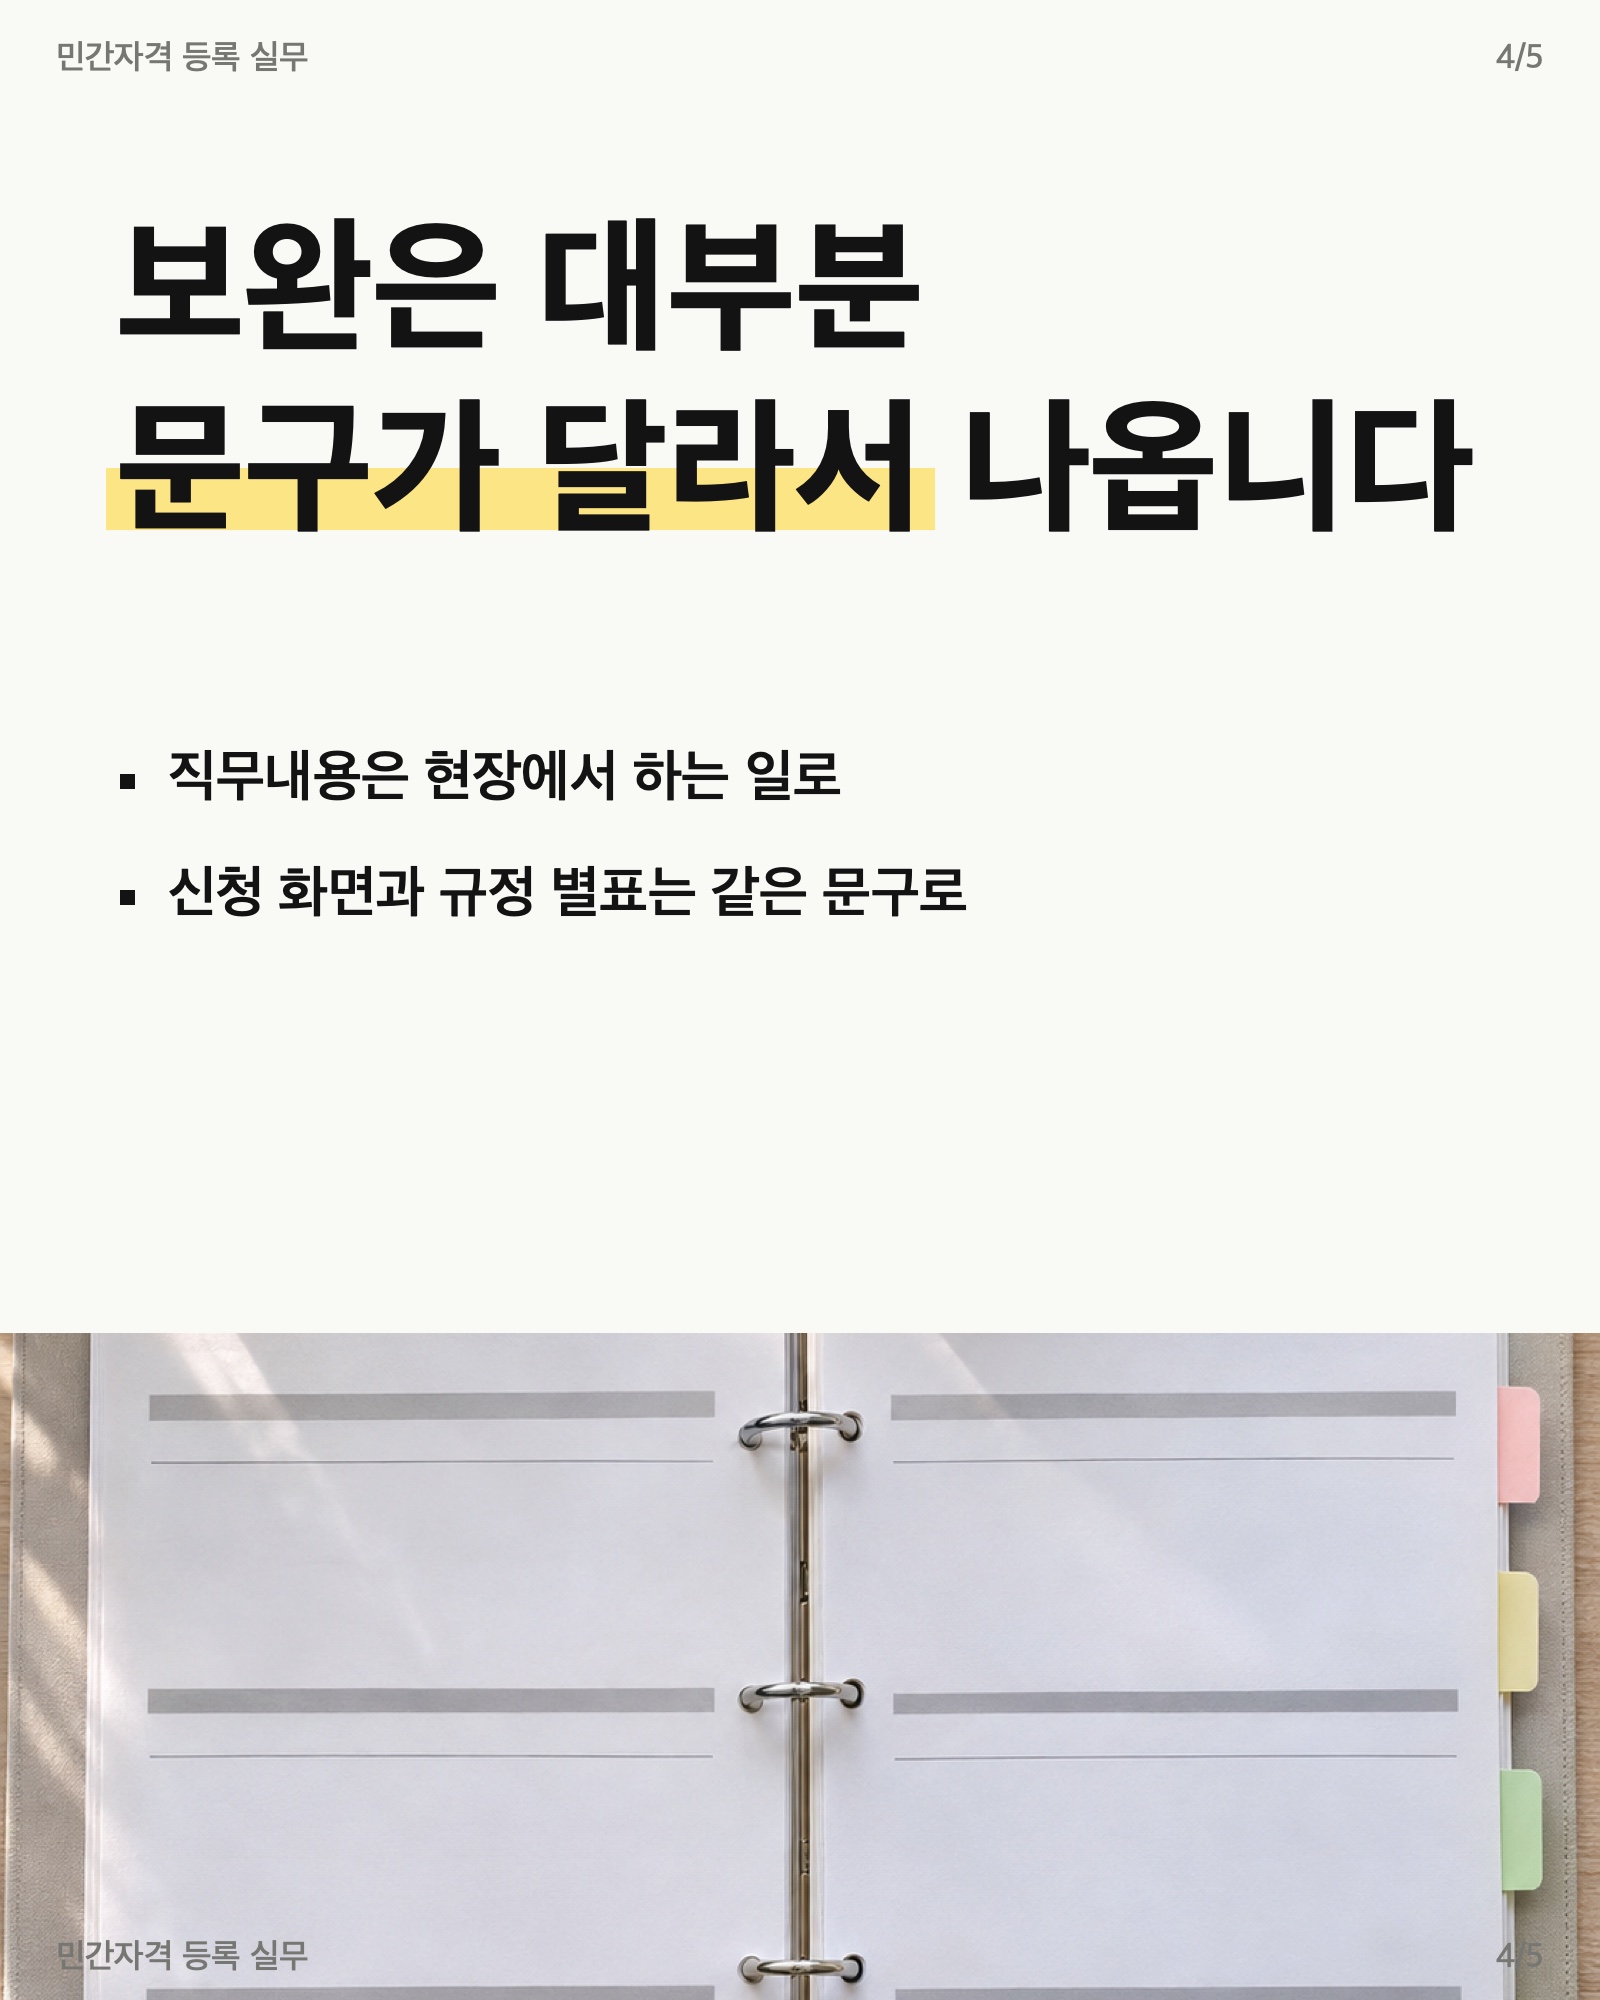 민간자격 등록 실무 4/5
보완은 대부분
문구가 달라서 나옵니다
▪ 직무내용은 현장에서 하는 일로
▪ 신청 화면과 규정 별표는 같은 문구로
민간자격 등록 실무 4/5